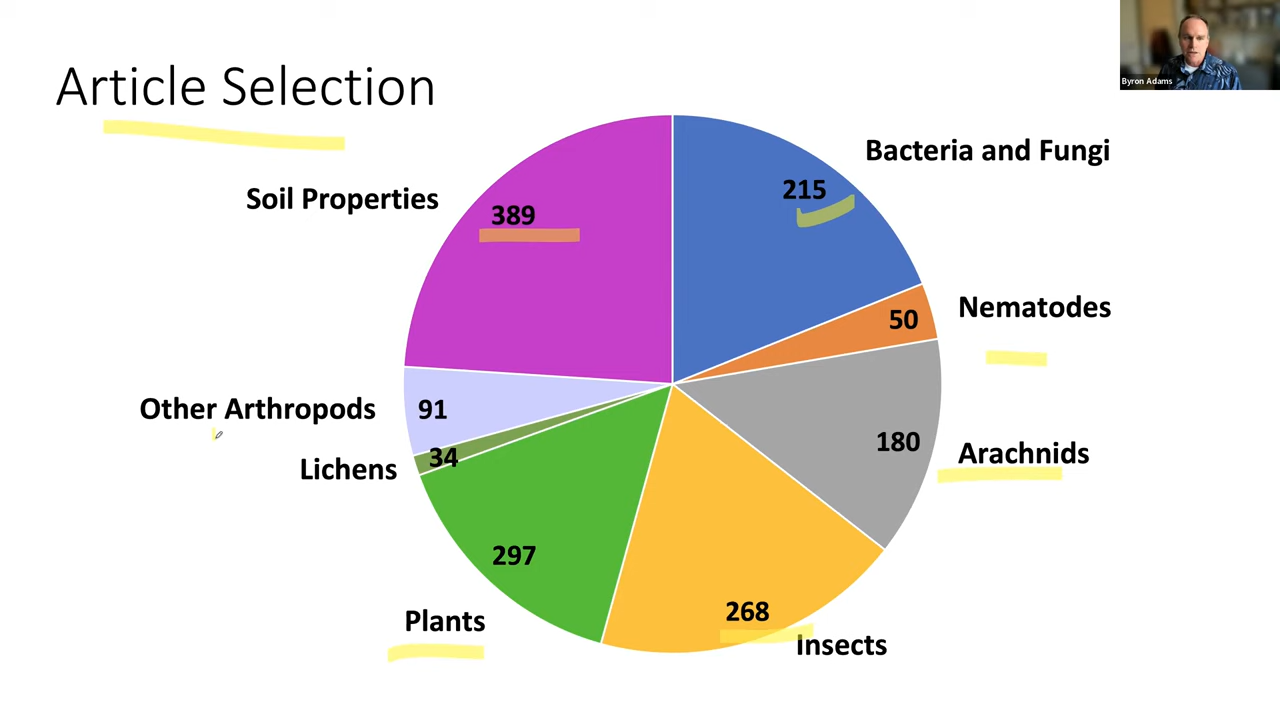 Byron Adams
Article Selection
Bacteria and Fungi
215
Soil Properties
389
Nematodes
50
Other Arthropods
91
Arachnids
180
Lichens
34
297
Plants
268
Insects